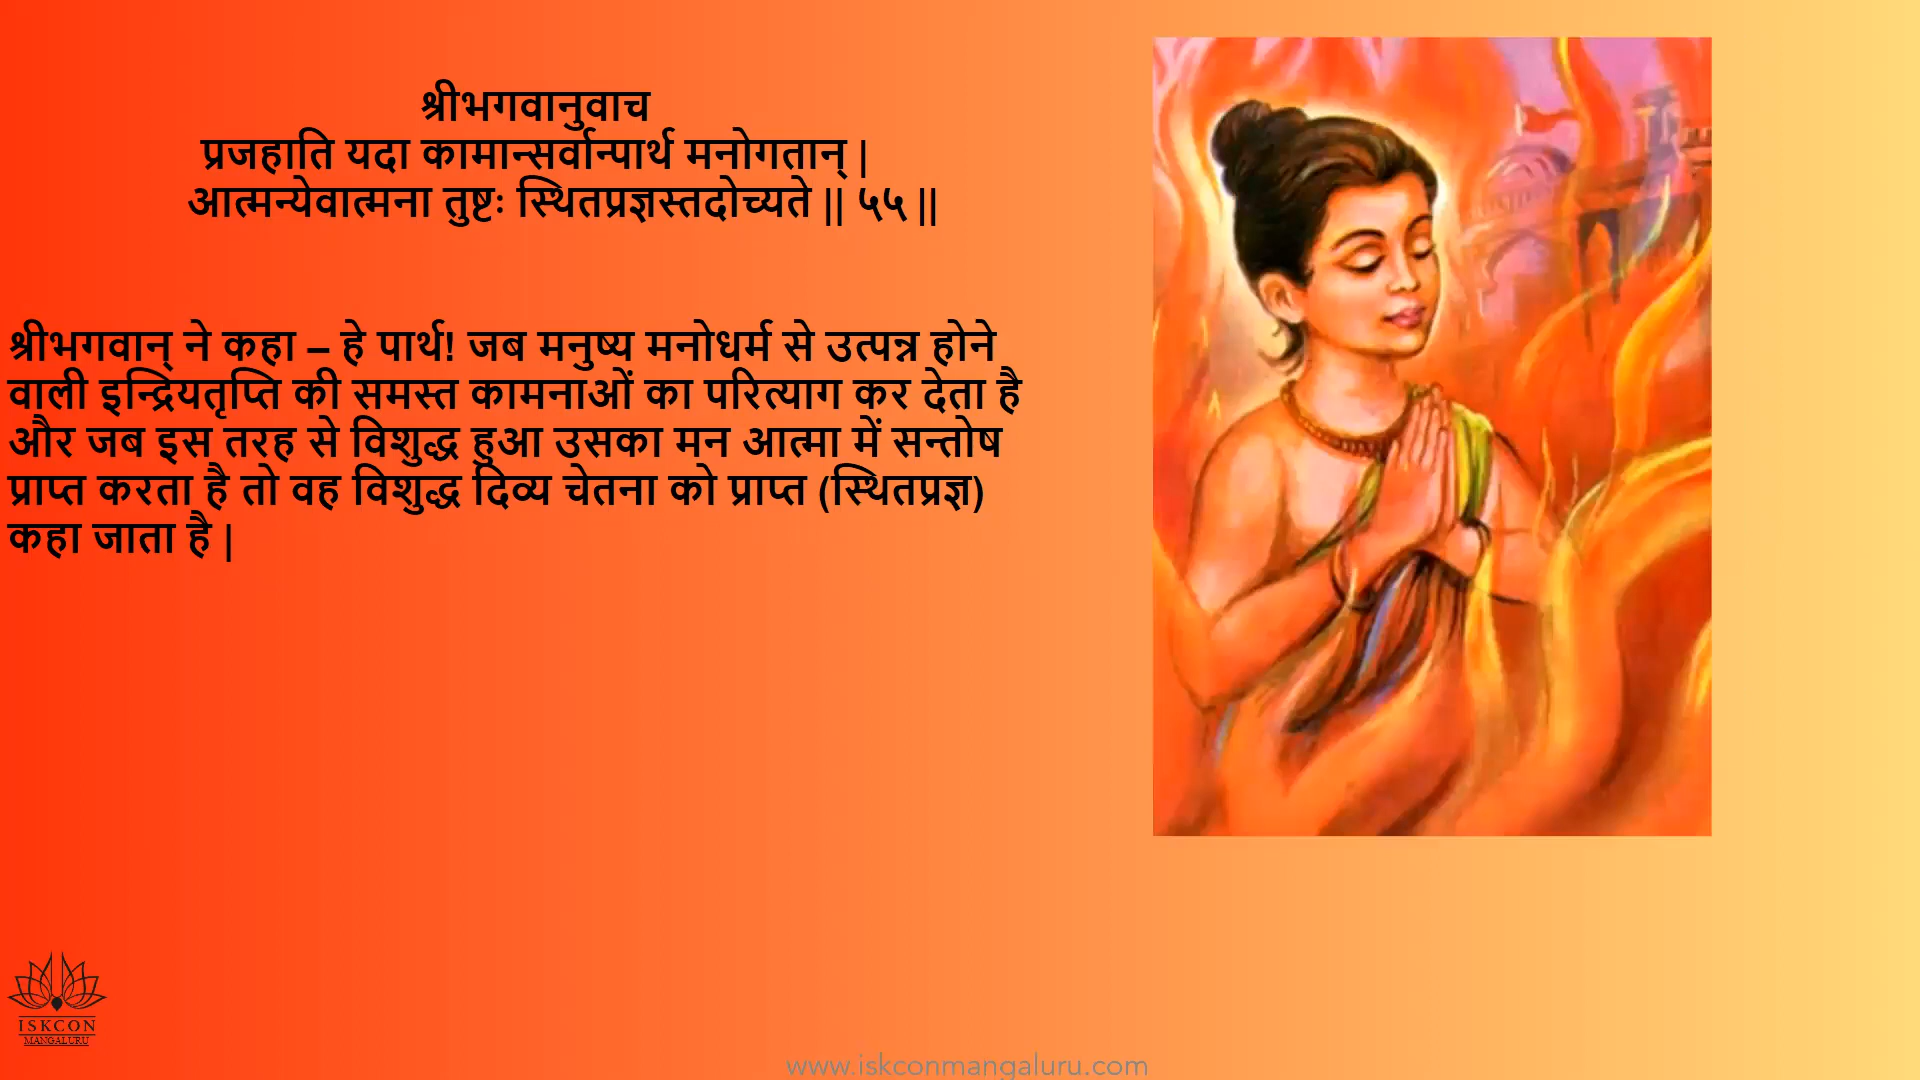 श्रीभगवानुवाच
प्रजहाति यदा कामान्सर्वान्पार्थ मनोगतान् |
आत्मन्येवात्मना तुष्टः स्थितप्रज्ञस्तदोच्यते || ५५ ||
श्रीभगवान् ने कहा – हे पार्थ! जब मनुष्य मनोधर्म से उत्पन्न होने
वाली इन्द्रियतृप्ति की समस्त कामनाओं का परित्याग कर देता है
और जब इस तरह से विशुद्ध हुआ उसका मन आत्मा में सन्तोष
प्राप्त करता है तो वह विशुद्ध दिव्य चेतना को प्राप्त (स्थितप्रज्ञ)
कहा जाता है |
ISKCON
MANGALURU
www.iskconmangaluru.com